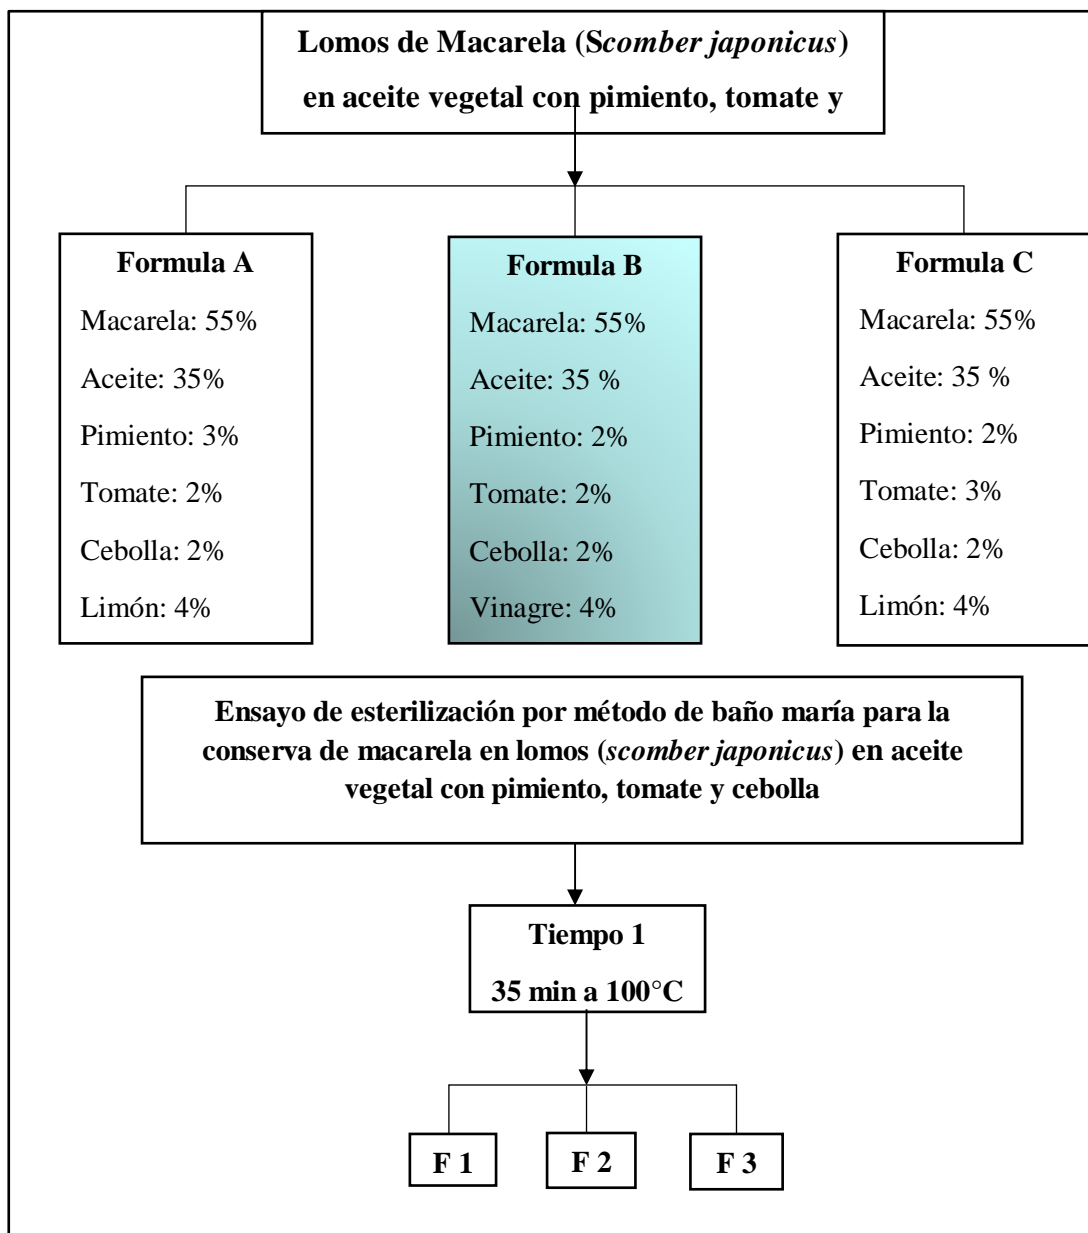 Lomos de Macarela (Scomber japonicus)
en aceite vegetal con pimiento, tomate y
Formula A
Macarela: 55%
Aceite: 35%
Pimiento: 3%
Tomate: 2%
Cebolla: 2%
Limón: 4%
Formula B
Macarela: 55%
Aceite: 35 %
Pimiento: 2%
Tomate: 2%
Cebolla: 2%
Vinagre: 4%
Formula C
Macarela: 55%
Aceite: 35 %
Pimiento: 2%
Tomate: 3%
Cebolla: 2%
Limón: 4%
Ensayo de esterilización por método de baño maría para la
conserva de macarela en lomos (scomber japonicus) en aceite
vegetal con pimiento, tomate y cebolla
Tiempo 1
35 min a 100°C
F 1
F 2
F 3